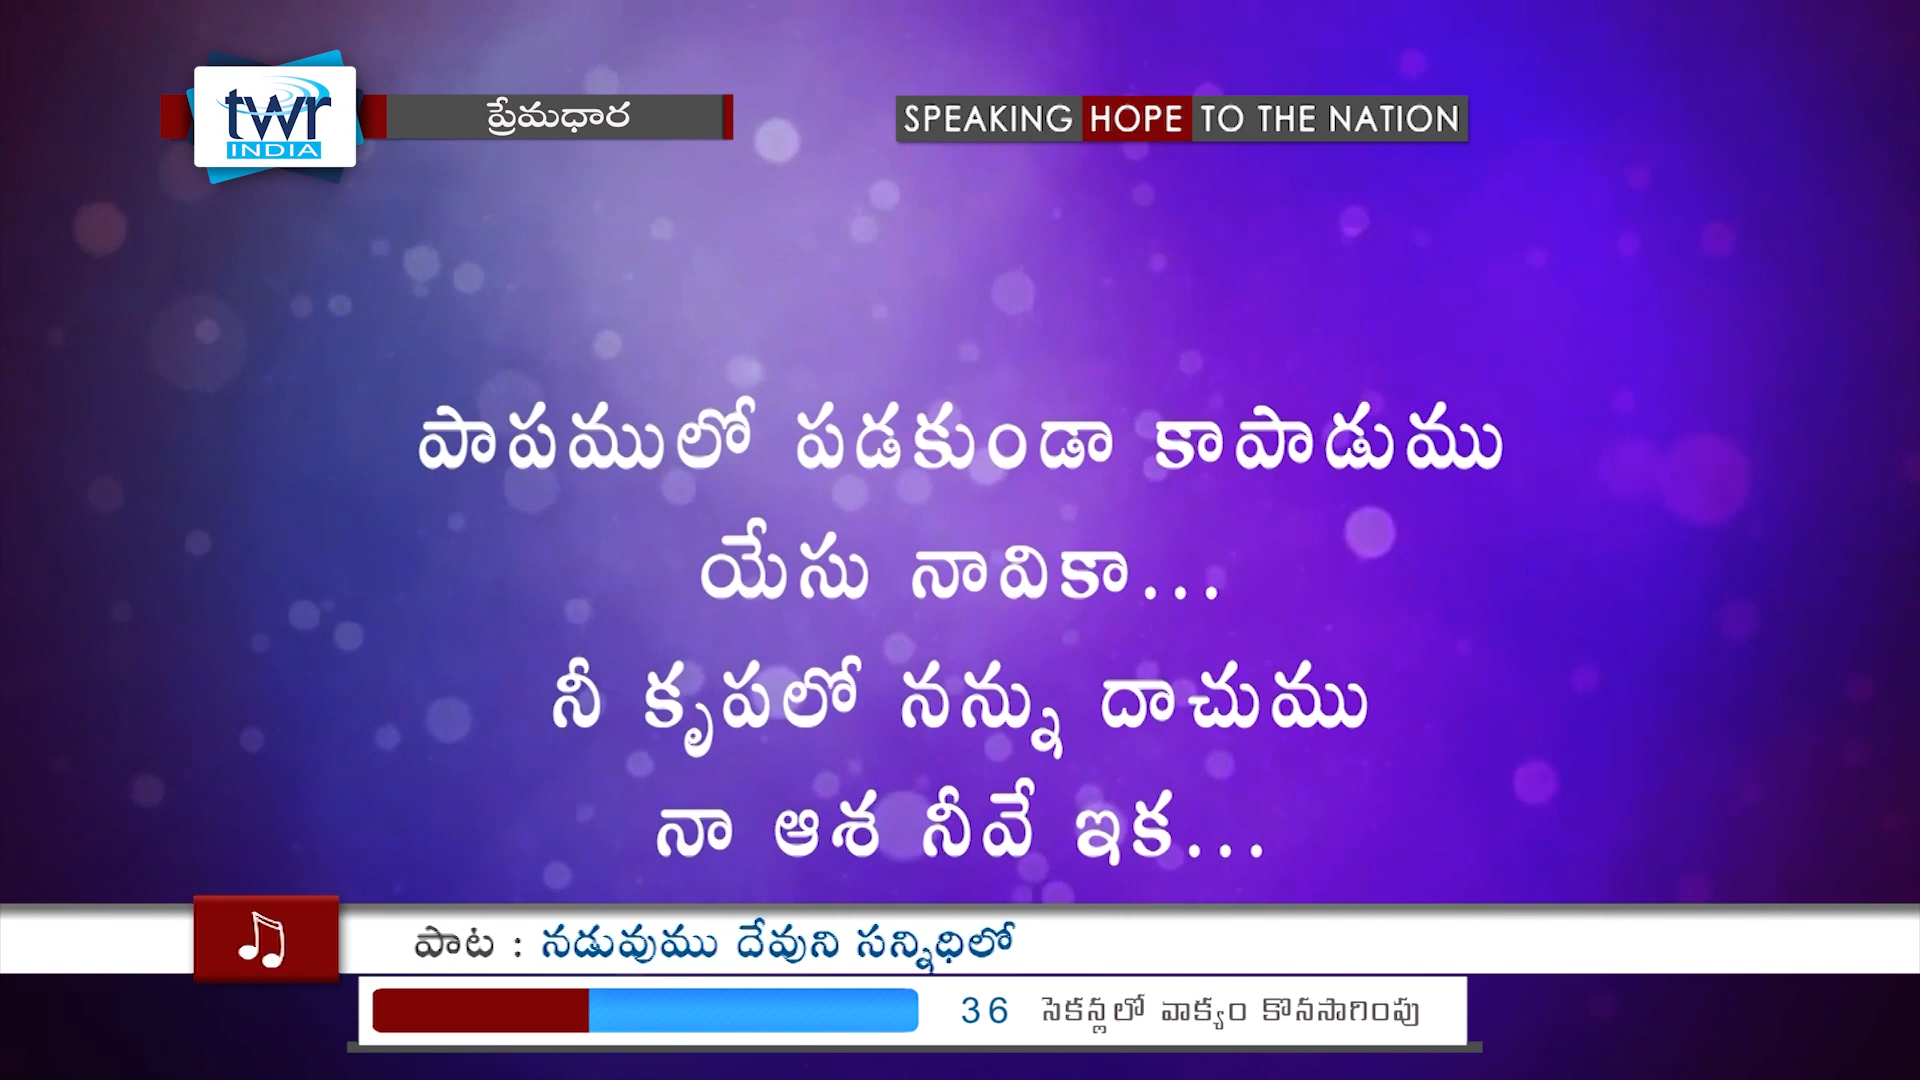 twr
INDIA
ప్రేమధార
SPEAKING HOPE TO THE NATION
పాపములో పడకుండా కాపాడుము
యేసు నావికా...
నీ కృపలో నన్ను దాచుము
నా ఆశ నీవే ఇక...
పాట : నడువుము దేవుని సన్నిధిలో
36 సెకన్లలో వాక్యం కొనసాగింపు